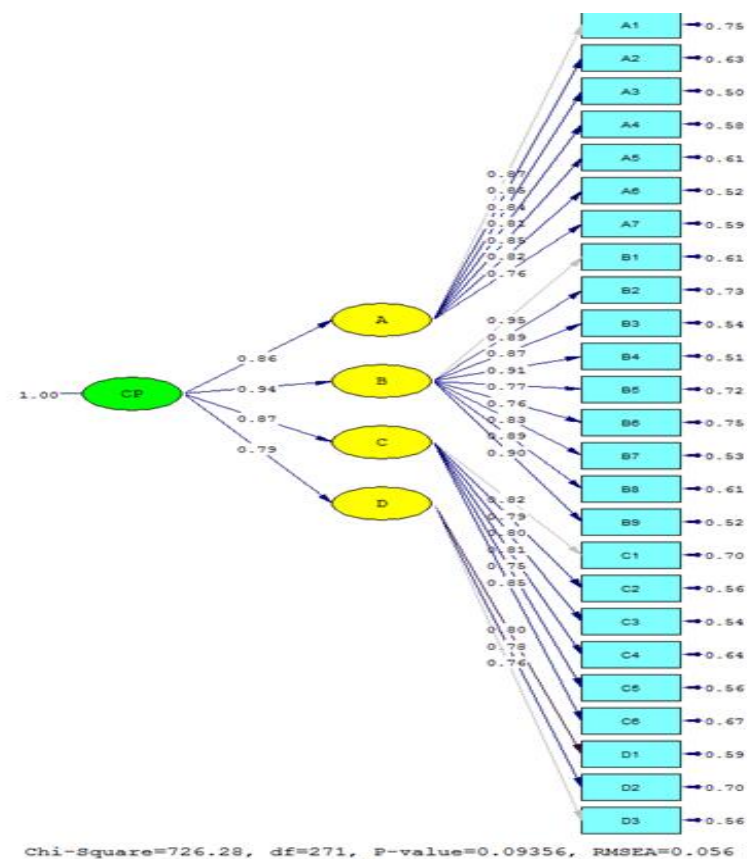 A1 0.75
A2 0.63
A3 0.50
A4 0.58
A5 0.61
A6 0.52
A7 0.59
B1 0.61
B2 0.73
B3 0.54
B4 0.51
B5 0.72
B6 0.75
B7 0.53
B8 0.61
B9 0.52
C1 0.70
C2 0.56
C3 0.54
C4 0.64
C5 0.56
C6 0.67
D1 0.59
D2 0.70
D3 0.56
0.87
0.85
0.84
0.81
0.85
0.82
0.76
0.95
0.89
0.87
0.91
0.77
0.76
0.83
0.89
0.90
0.82
0.79
0.80
0.81
0.75
0.85
0.80
0.78
0.76
A
B
C
D
0.86
0.94
0.87
0.79
1.00 CP
Chi-Square=726.28, df=271, P-value=0.09356, RMSEA=0.056